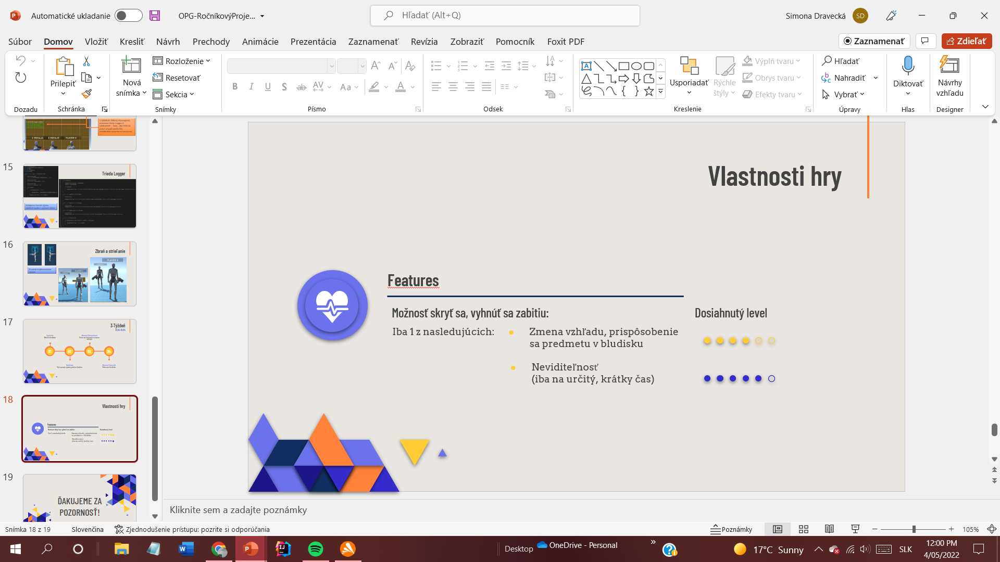 Automatické ukladanie
OPG-RočníkovýProje...
Hľadať (Alt+Q)
Simona Dravecká
SD
Súbor Domov Vložiť Kresliť Návrh Prechody Animácie Prezentácia Zaznamenať Revízia Zobraziť Pomocník Foxit PDF
Zaznamenať
Zdieľať
Prilepiť
Nová
snímka
Rozloženie
Resetovať
Sekcia
Usporiadať
Rýchle
štýly
Výplň tvaru
Obrys tvaru
Efekty tvaru
Hľadať
Nahradiť
Vybrať
Diktovať
Návrhy
vzhľadu
Dozadu Schránka Snímky Písmo Odsek Kreslenie Úpravy Hlas Designer
15
Trieda Logger
16
Zbraň a strieľanie
17
3.Týždeň
01 02 03 04
18
Vlastnosti hry
Features
19
ĎAKUJEME ZA
POZORNOSŤ!
Vlastnosti hry
Features
Možnosť skryť sa, vyhnúť sa zabitiu:
Dosiahnutý level
Iba 1 z nasledujúcich:
Zmena vzhľadu, prispôsobenie
sa predmetu v bludisku
Neviditeľnosť
(iba na určitý, krátky čas)
Kliknite sem a zadajte poznámky
Snímka 18 z 19 Slovenčina Zjednodušenie prístupu: pozrite si odporúčania
Poznámky
105%
Desktop
OneDrive - Personal
17°C Sunny
SLK
12:00 PM
4/05/2022